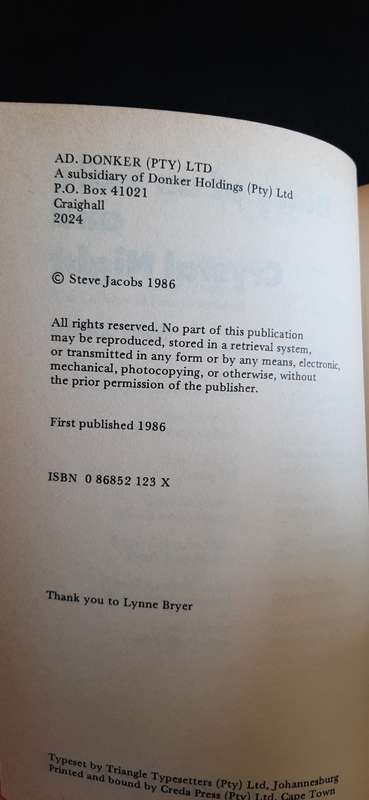 AD. DONKER (PTY) LTD
A subsidiary of Donker Holdings (Pty) Ltd
P.O. Box 41021
Craighall
2024
© Steve Jacobs 1986
All rights reserved. No part of this publication
may be reproduced, stored in a retrieval system,
or transmitted in any form or by any means, electronic,
mechanical, photocopying, or otherwise, without
the prior permission of the publisher.
First published 1986
ISBN 0 86852 123 X
Thank you to Lynne Bryer
Typeset by Triangle Typesetters (Pty) Ltd, Johannesburg
Printed and bound by Creda Press (Pty) Ltd, Cape Town